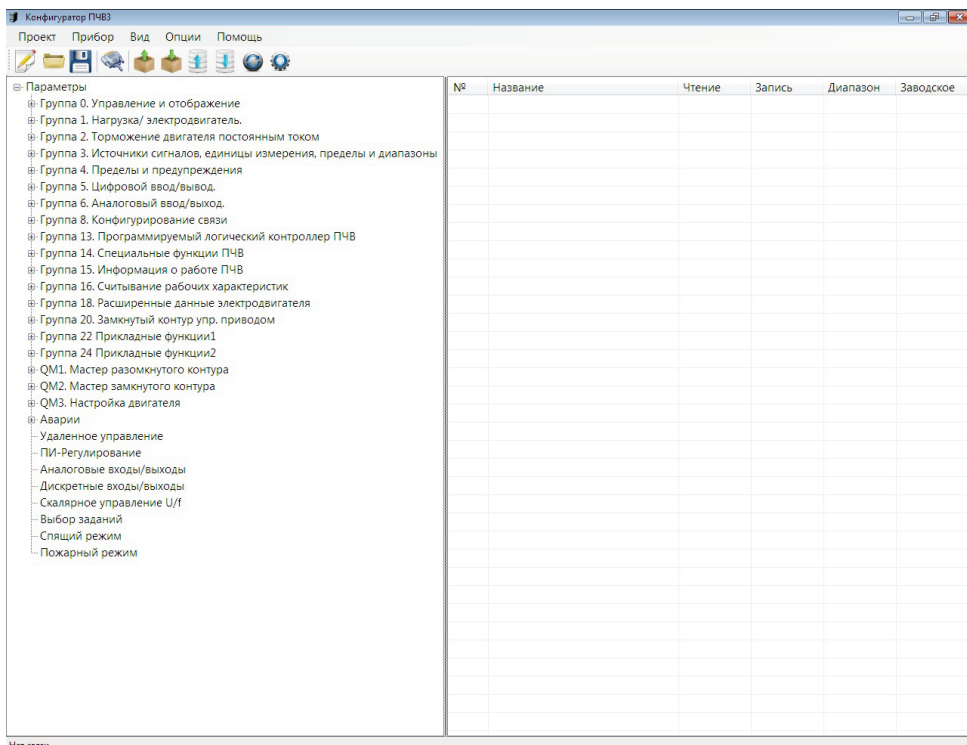 Конфигуратор ПЧВ3
Проект Прибор Вид Опции Помощь
Параметры
Группа 0. Управление и отображение
Группа 1. Нагрузка/ электродвигатель.
Группа 2. Торможение двигателя постоянным током
Группа 3. Источники сигналов, единицы измерения, пределы и диапазоны
Группа 4. Пределы и предупреждения
Группа 5. Цифровой ввод/вывод.
Группа 6. Аналоговый ввод/выход.
Группа 8. Конфигурирование связи
Группа 13. Программируемый логический контроллер ПЧВ
Группа 14. Специальные функции ПЧВ
Группа 15. Информация о работе ПЧВ
Группа 16. Считывание рабочих характеристик
Группа 18. Расширенные данные электродвигателя
Группа 20. Замкнутый контур упр. приводом
Группа 22 Прикладные функции1
Группа 24 Прикладные функции2
QM1. Мастер разомкнутого контура
QM2. Мастер замкнутого контура
QM3. Настройка двигателя
Аварии
Удаленное управление
ПИ-Регулирование
Аналоговые входы/выходы
Дискретные входы/выходы
Скалярное управление U/f
Выбор заданий
Спящий режим
Пожарный режим
№ Название Чтение Запись Диапазон Заводское
Нет связи